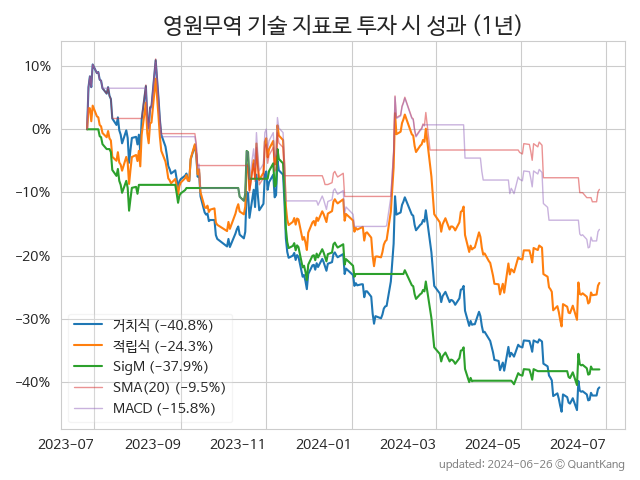 영원무역 기술 지표로 투자 시 성과 (1년)
10%
0%
−10%
−20%
−30%
−40%
거치식 (−40.8%)
적립식 (−24.3%)
SigM (−37.9%)
SMA(20) (−9.5%)
MACD (−15.8%)
2023-07 2023-09 2023-11 2024-01 2024-03 2024-05 2024-07
updated: 2024-06-26 ⓒ QuantKang